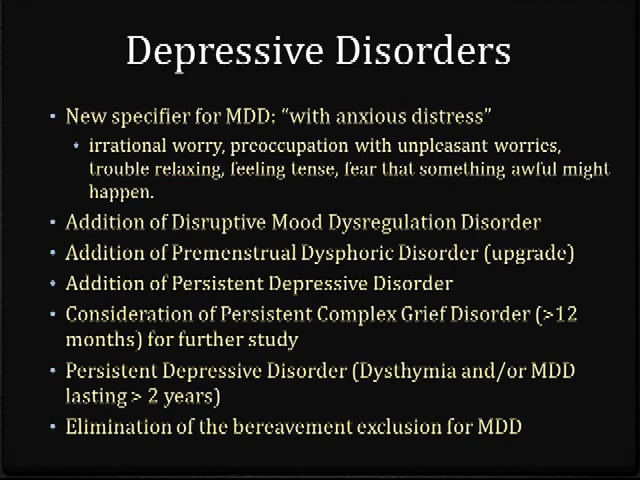 Depressive Disorders
• New specifier for MDD: “with anxious distress”
• irrational worry, preoccupation with unpleasant worries,
trouble relaxing, feeling tense, fear that something awful might
happen.
• Addition of Disruptive Mood Dysregulation Disorder
• Addition of Premenstrual Dysphoric Disorder (upgrade)
• Addition of Persistent Depressive Disorder
• Consideration of Persistent Complex Grief Disorder (>12
months) for further study
• Persistent Depressive Disorder (Dysthymia and/or MDD
lasting > 2 years)
• Elimination of the bereavement exclusion for MDD